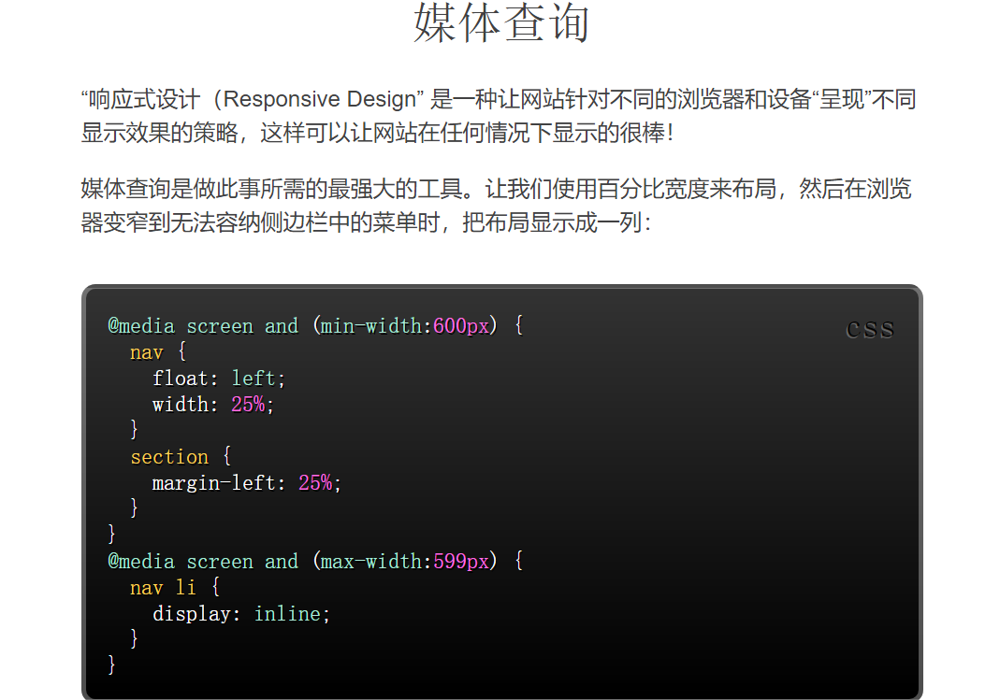 媒体查询
“响应式设计（Responsive Design” 是一种让网站针对不同的浏览器和设备“呈现”不同
显示效果的策略，这样可以让网站在任何情况下显示的很棒！
媒体查询是做此事所需的最强大的工具。让我们使用百分比宽度来布局，然后在浏览
器变窄到无法容纳侧边栏中的菜单时，把布局显示成一列：
css
@media screen and (min-width:600px) {
  nav {
    float: left;
    width: 25%;
  }
  section {
    margin-left: 25%;
  }
}
@media screen and (max-width:599px) {
  nav li {
    display: inline;
  }
}